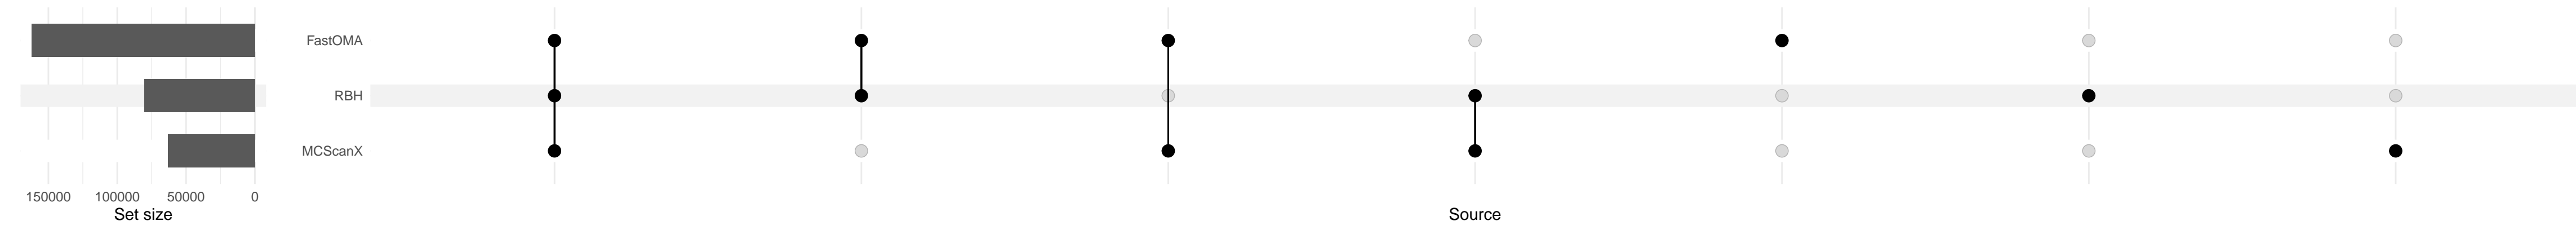 FastOMA
RBH
MCScanX
150000 100000 50000 0
Set size
Source